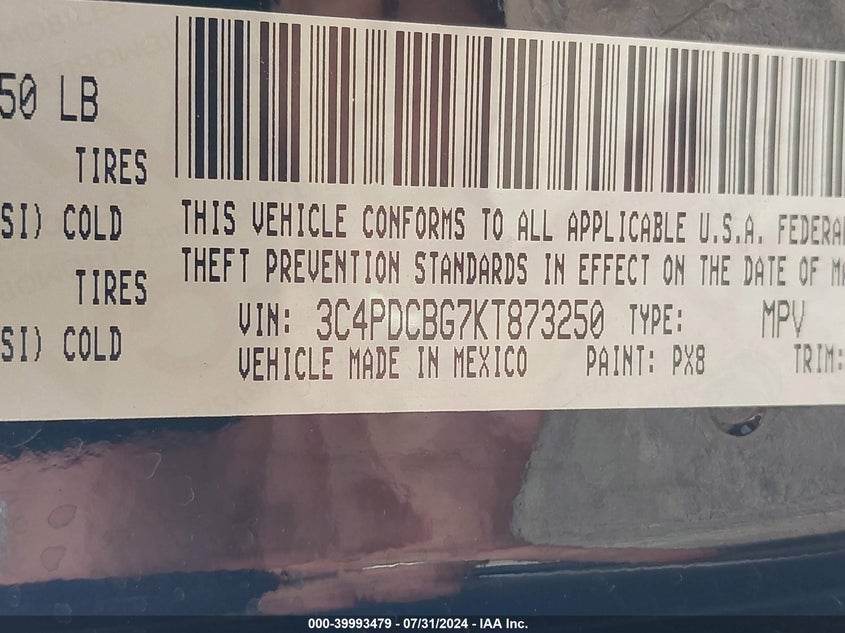 50 LB
TIRES
SI) COLD
TIRES
SI) COLD
THIS VEHICLE CONFORMS TO ALL APPLICABLE U.S.A. FEDERAL
THEFT PREVENTION STANDARDS IN EFFECT ON THE DATE OF MA
VIN: 3C4PDCBG7KT873250 TYPE: MPV
VEHICLE MADE IN MEXICO PAINT: PX8 TRIM:
000-39993479 - 07/31/2024 - IAA Inc.